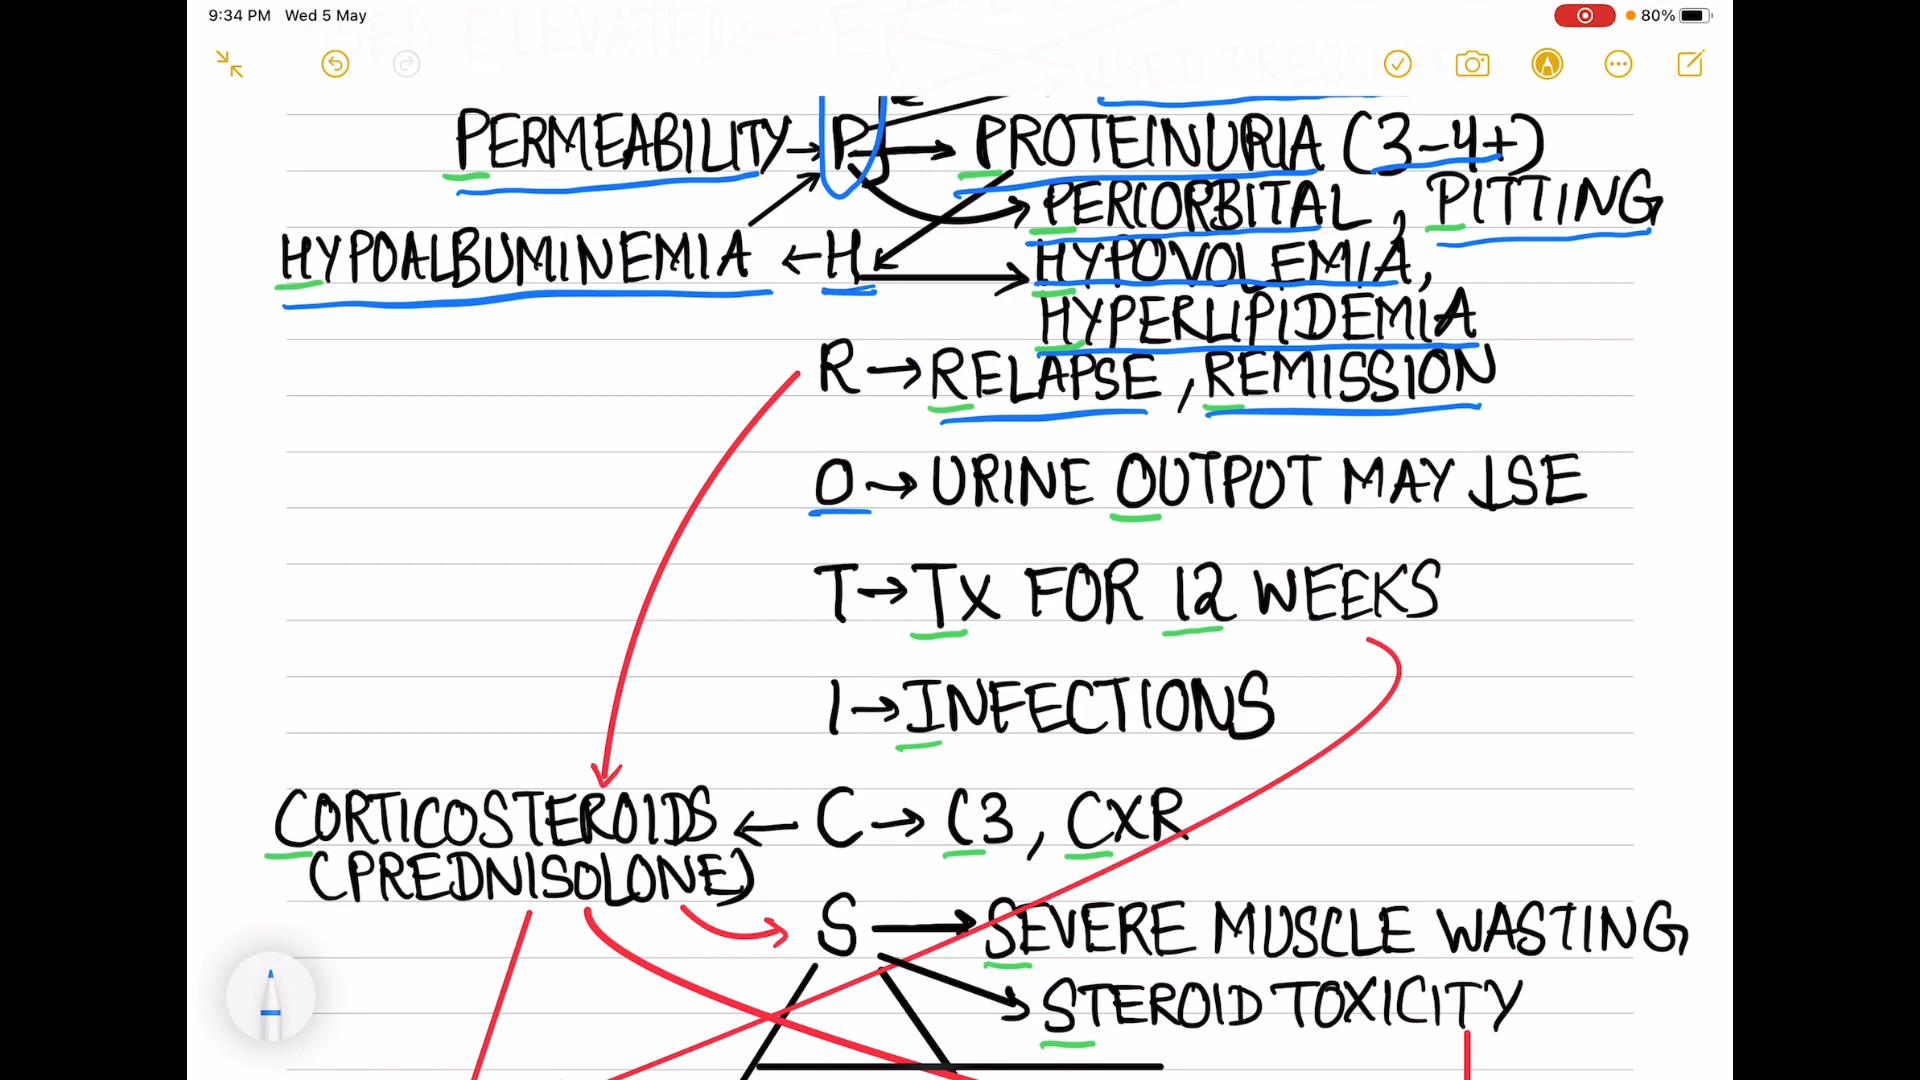 9:34 PM Wed 5 May 80%
PERMEABILITY→P→PROTEINURIA (3-4+)
PERIORBITAL, PITTING
HYPOALBUMINEMIA ←H→HYPOVOLEMIA,
HYPERLIPIDEMIA
R→RELAPSE, REMISSION
O→URINE OUTPUT MAY ↓SE
T→Tx FOR 12 WEEKS
I→INFECTIONS
CORTICOSTEROIDS ← C→C3, CXR
(PREDNISOLONE)
S→SEVERE MUSCLE WASTING
→STEROID TOXICITY